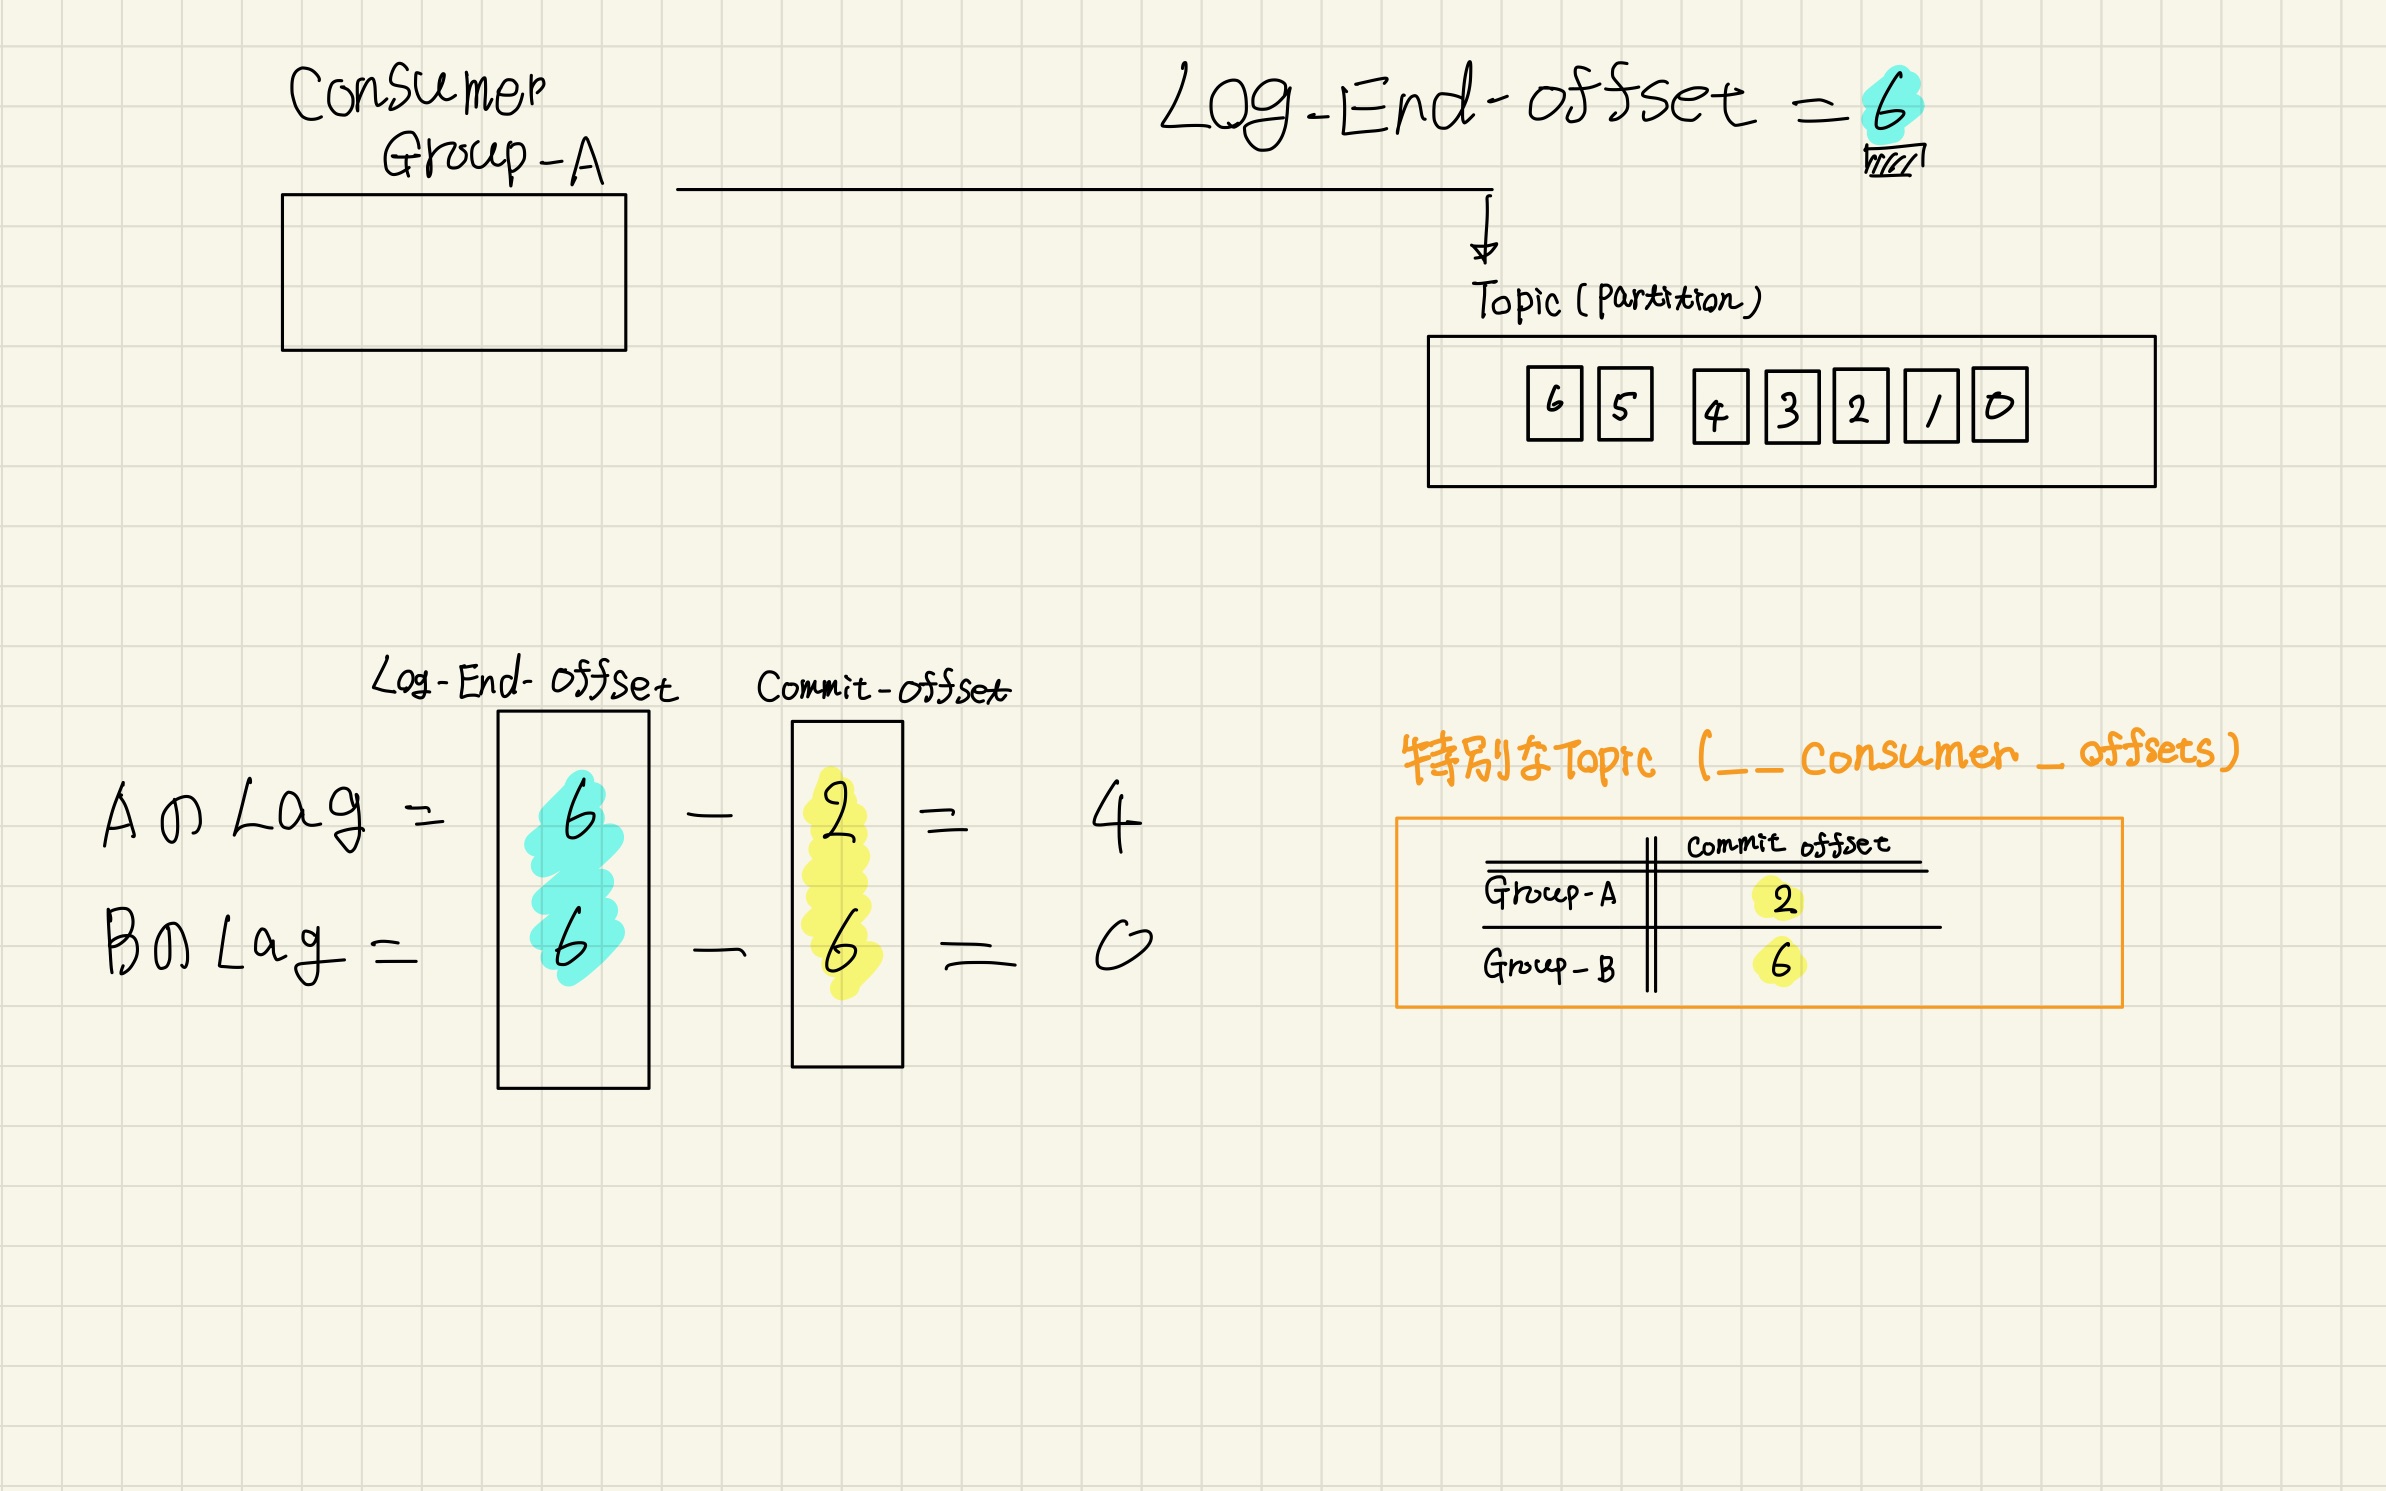 Consumer
Group-A
Log-End-offset = 6
Topic (Partition)
6 5 4 3 2 1 0
Log-End-offset
Commit-offset
AのLag = 6 - 2 = 4
BのLag = 6 - 6 = 0
特別なTopic (__consumer_offsets)
Commit offset
Group-A 2
Group-B 6